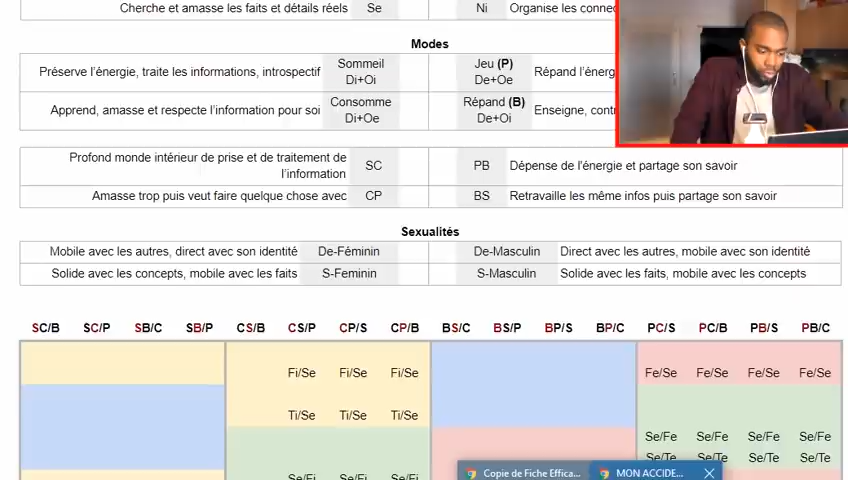 Cherche et amasse les faits et détails réels Se Ni Organise les connec
Modes
Préserve l'énergie, traite les informations, introspectif Sommeil Di+Oi Jeu (P) De+Oe Répand l'énerg
Apprend, amasse et respecte l'information pour soi Consomme Di+Oe Répand (B) De+Oi Enseigne, cont
Profond monde intérieur de prise et de traitement de l'information SC PB Dépense de l'énergie et partage son savoir
Amasse trop puis veut faire quelque chose avec CP BS Retravaille les même infos puis partage son savoir
Sexualités
Mobile avec les autres, direct avec son identité De-Féminin De-Masculin Direct avec les autres, mobile avec son identité
Solide avec les concepts, mobile avec les faits S-Feminin S-Masculin Solide avec les faits, mobile avec les concepts
SC/B SC/P SB/C SB/P CS/B CS/P CP/S CP/B BS/C BS/P BP/S BP/C PC/S PC/B PB/S PB/C
Fi/Se Fi/Se Fi/Se Fe/Se Fe/Se Fe/Se Fe/Se
Ti/Se Ti/Se Ti/Se
Se/Fe Se/Fe Se/Fe Se/Fe
Se/Te Se/Te Se/Te Se/Te
Se/Fi Se/Fi Se/Fi
Copie de Fiche Effica... MON ACCIDE...